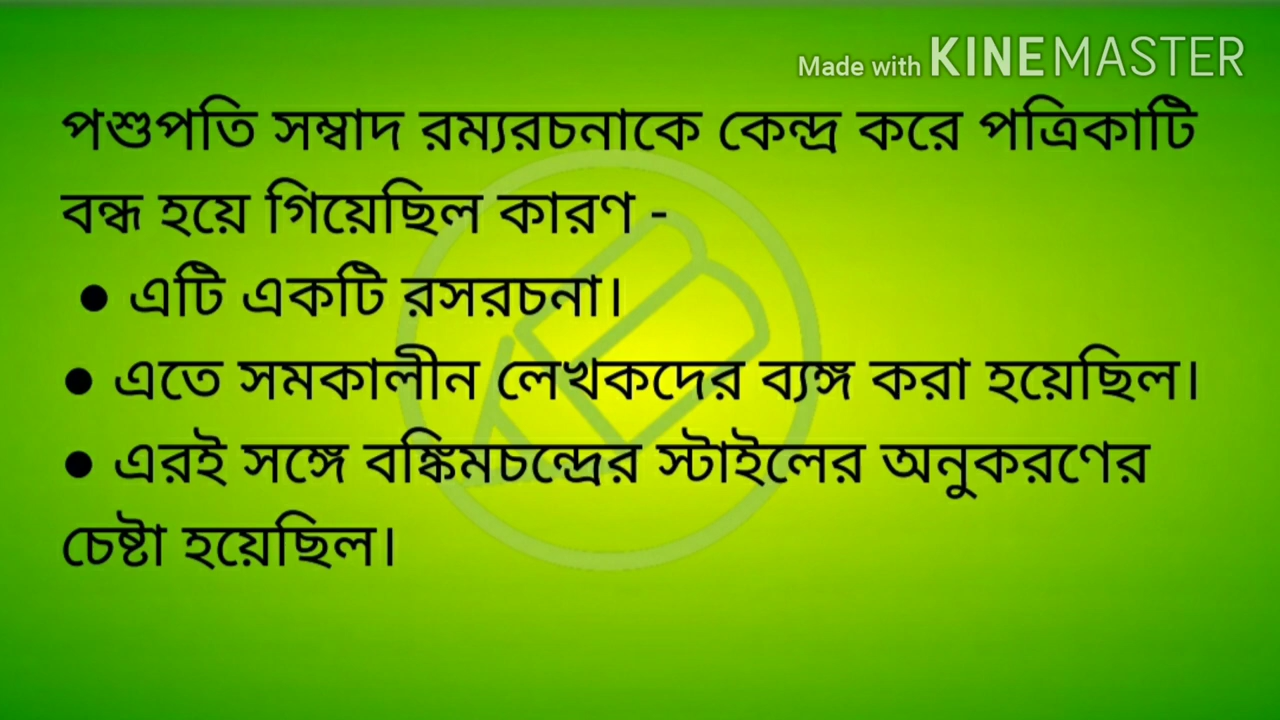 Made with KINEMASTER
পশুপতি সম্বাদ রম্যরচনাকে কেন্দ্র করে পত্রিকাটি
বন্ধ হয়ে গিয়েছিল কারণ -
● এটি একটি রসরচনা।
● এতে সমকালীন লেখকদের ব্যঙ্গ করা হয়েছিল।
● এরই সঙ্গে বঙ্কিমচন্দ্রের স্টাইলের অনুকরণের
চেষ্টা হয়েছিল।